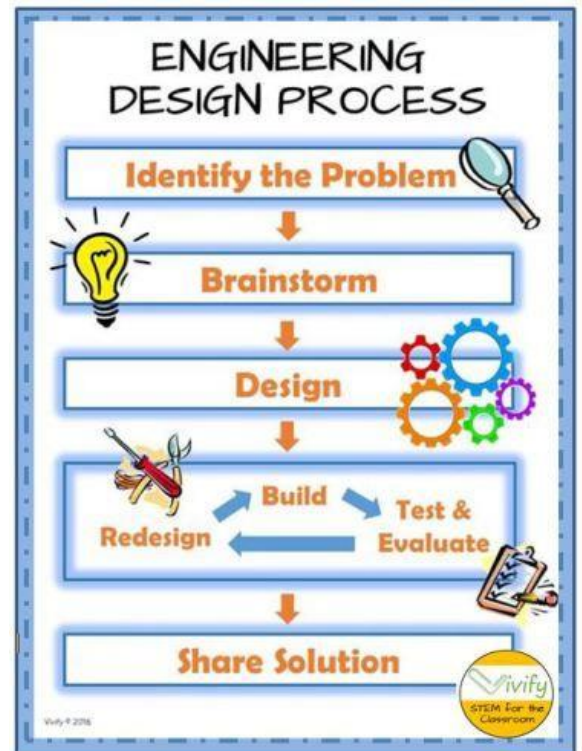 ENGINEERING
DESIGN PROCESS
Identify the Problem
Brainstorm
Design
Build
Test &
Evaluate
Redesign
Share Solution
Vivify © 2016
Vivify
STEM for the
Classroom